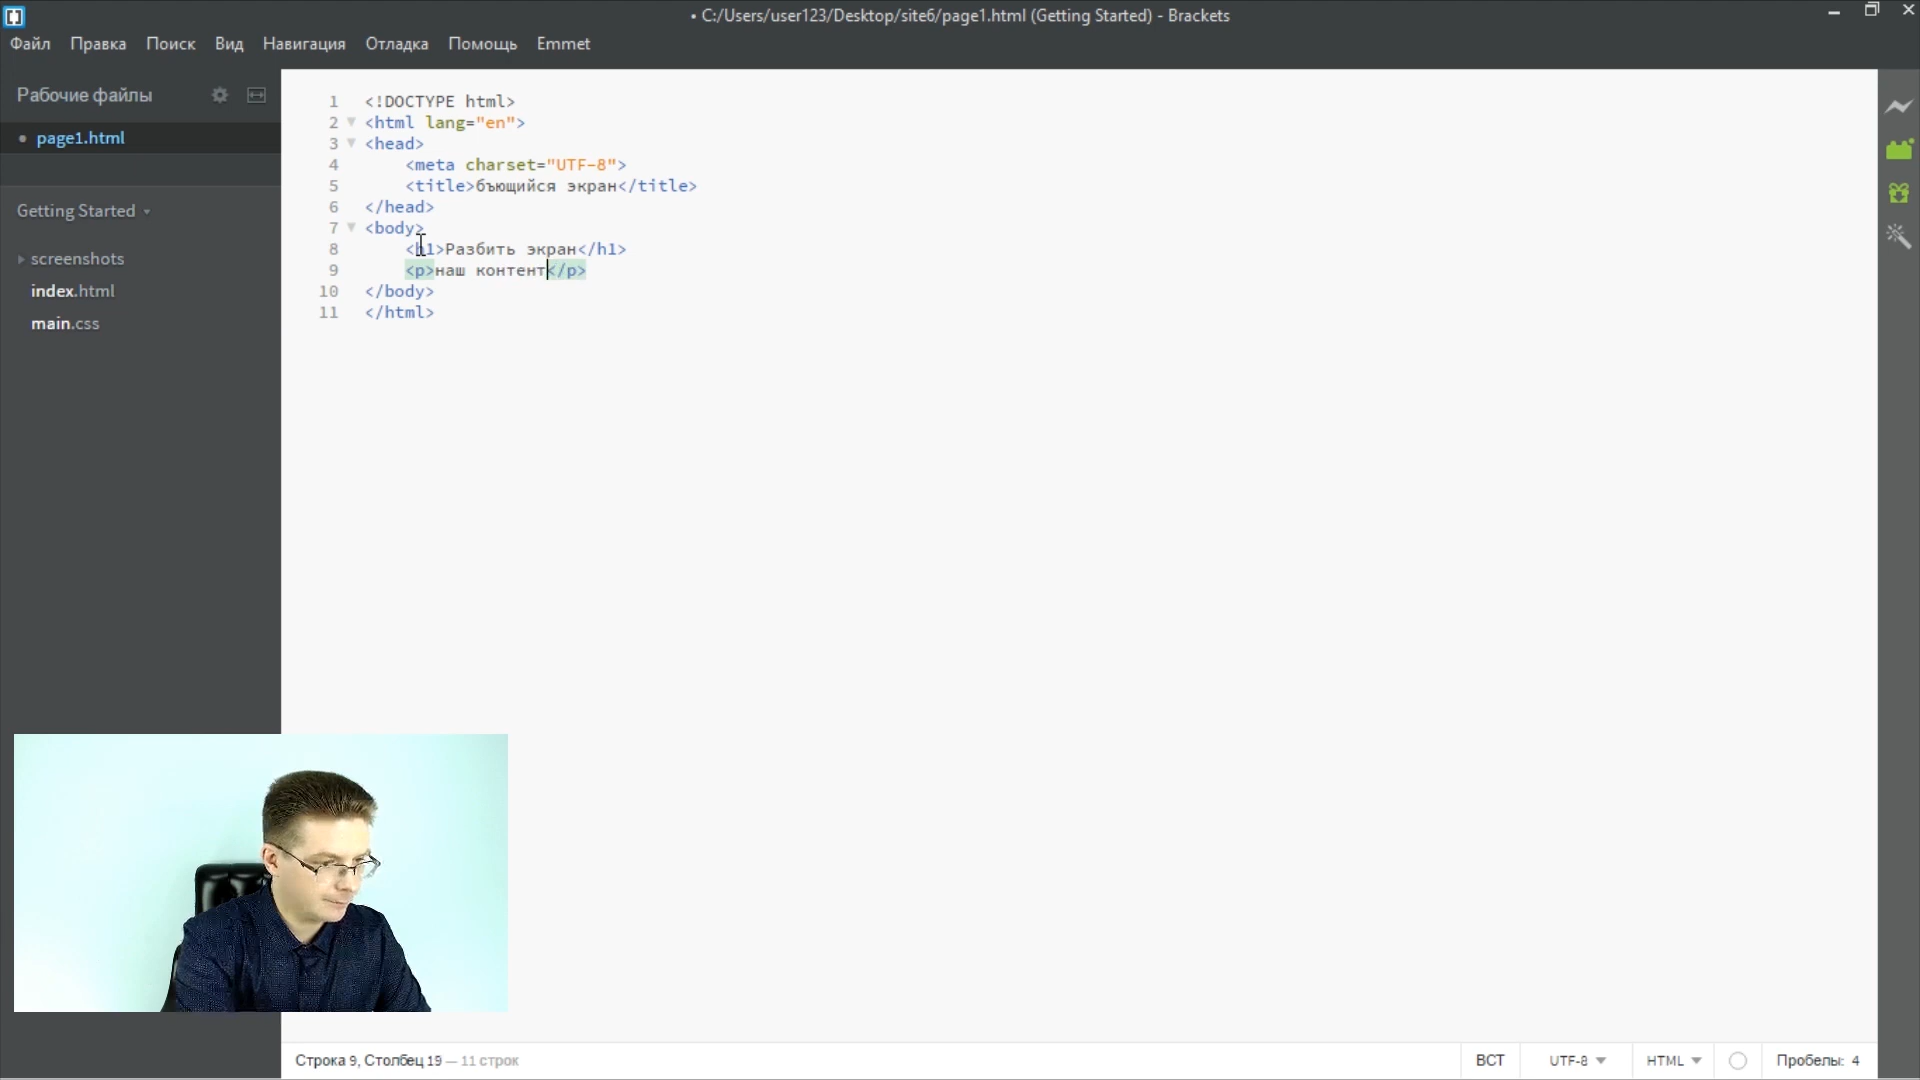 • C:/Users/user123/Desktop/site6/page1.html (Getting Started) - Brackets
Файл Правка Поиск Вид Навигация Отладка Помощь Emmet
Рабочие файлы
• page1.html
Getting Started
screenshots
index.html
main.css
1 <!DOCTYPE html>
2 <html lang="en">
3 <head>
4 <meta charset="UTF-8">
5 <title>бъющийся экран</title>
6 </head>
7 <body>
8 <h1>Разбить экран</h1>
9 <p>наш контент</p>
10 </body>
11 </html>
Строка 9, Столбец 19 — 11 строк
ВСТ UTF-8 HTML Пробелы: 4